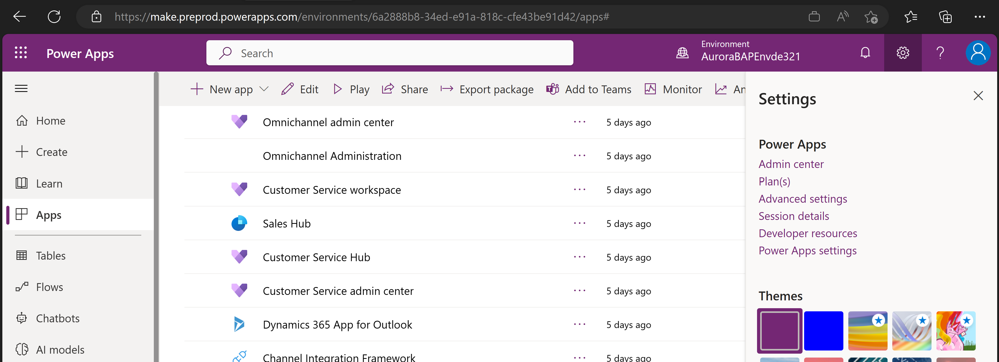 https://make.preprod.powerapps.com/environments/6a2888b8-34ed-e91a-818c-cfe43be91d42/apps#
Power Apps
Search
Environment
AuroraBAPEnvde321
New app
Edit
Play
Share
Export package
Add to Teams
Monitor
An
Home
Create
Learn
Apps
Tables
Flows
Chatbots
AI models
Omnichannel admin center ... 5 days ago
Omnichannel Administration ... 5 days ago
Customer Service workspace ... 5 days ago
Sales Hub ... 5 days ago
Customer Service Hub ... 5 days ago
Customer Service admin center ... 5 days ago
Dynamics 365 App for Outlook ... 5 days ago
Channel Integration Framework ... 5 days ago
Settings
Power Apps
Admin center
Plan(s)
Advanced settings
Session details
Developer resources
Power Apps settings
Themes